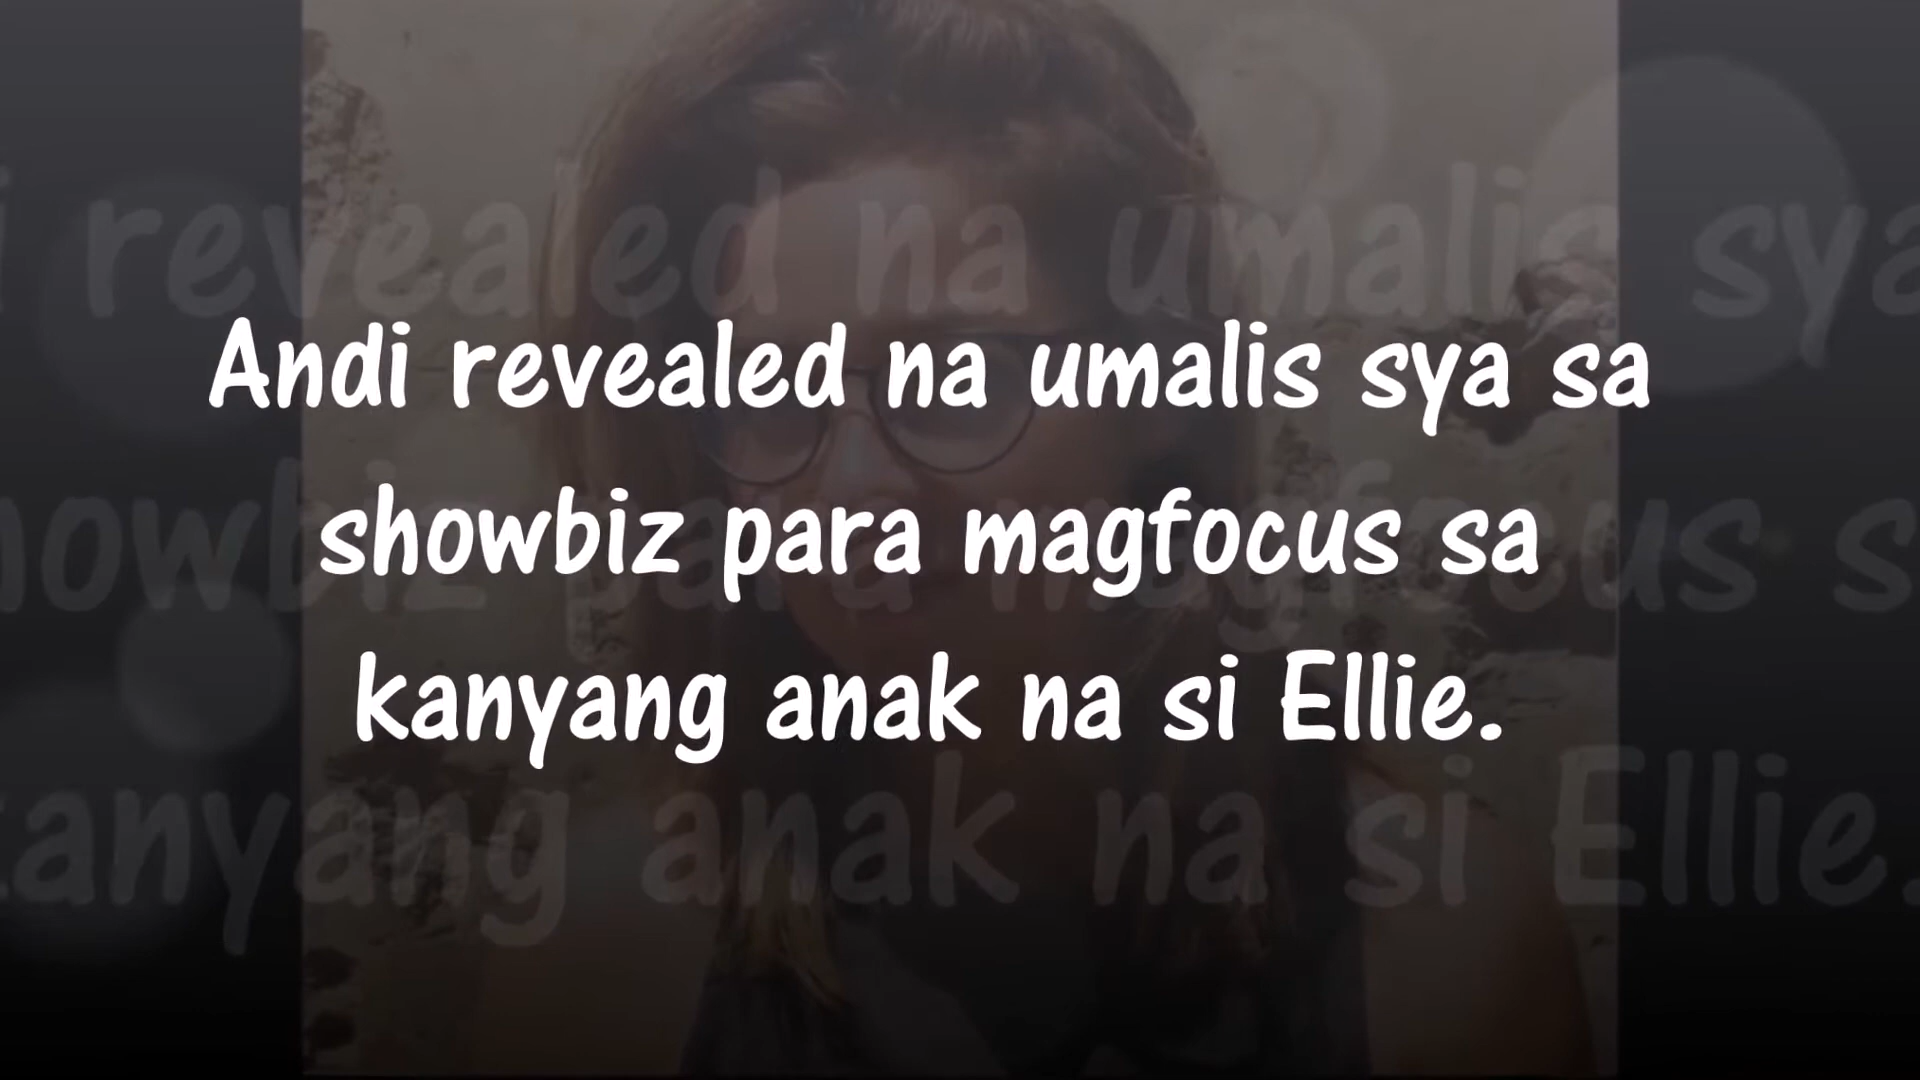 Andi revealed na umalis sya sa
showbiz para magfocus sa
kanyang anak na si Ellie.